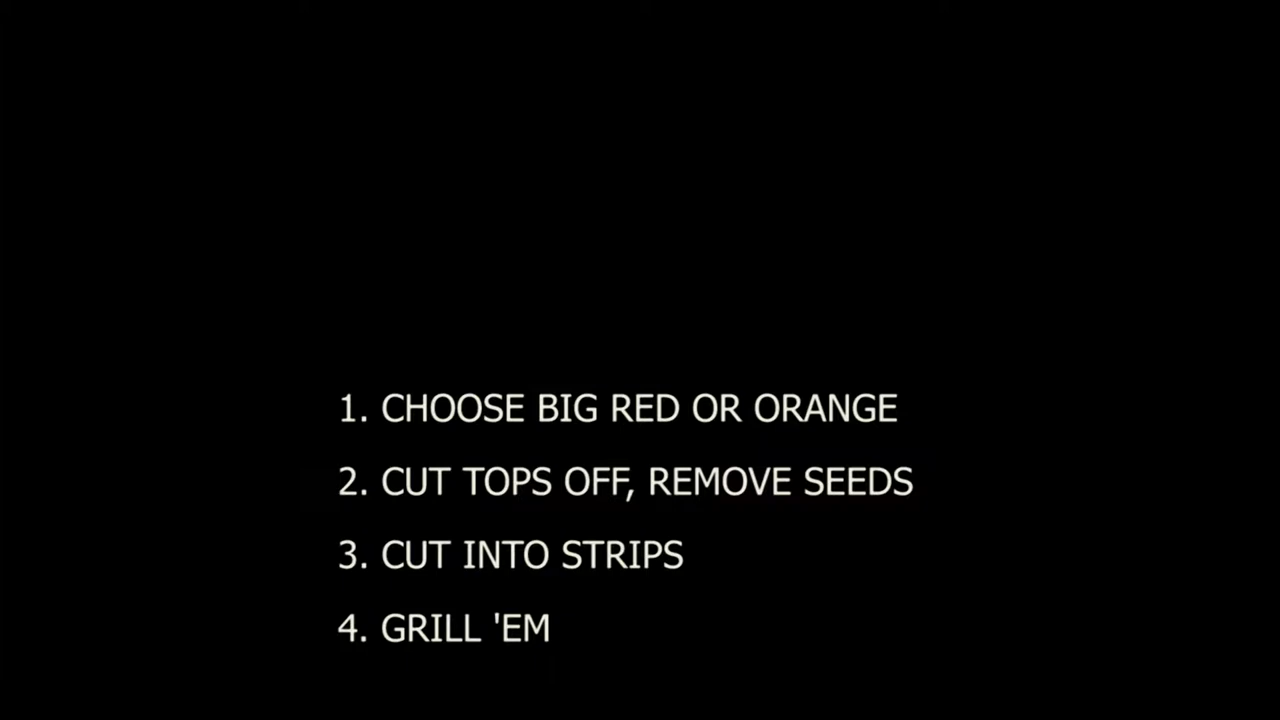 1. CHOOSE BIG RED OR ORANGE
2. CUT TOPS OFF, REMOVE SEEDS
3. CUT INTO STRIPS
4. GRILL 'EM